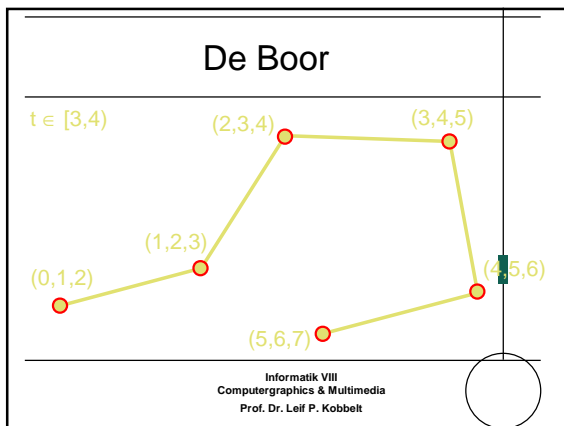 De Boor
t ∈ [3,4)
(2,3,4)
(3,4,5)
(1,2,3)
(0,1,2)
(4,5,6)
(5,6,7)
Informatik VIII
Computergraphics & Multimedia
Prof. Dr. Leif P. Kobbelt